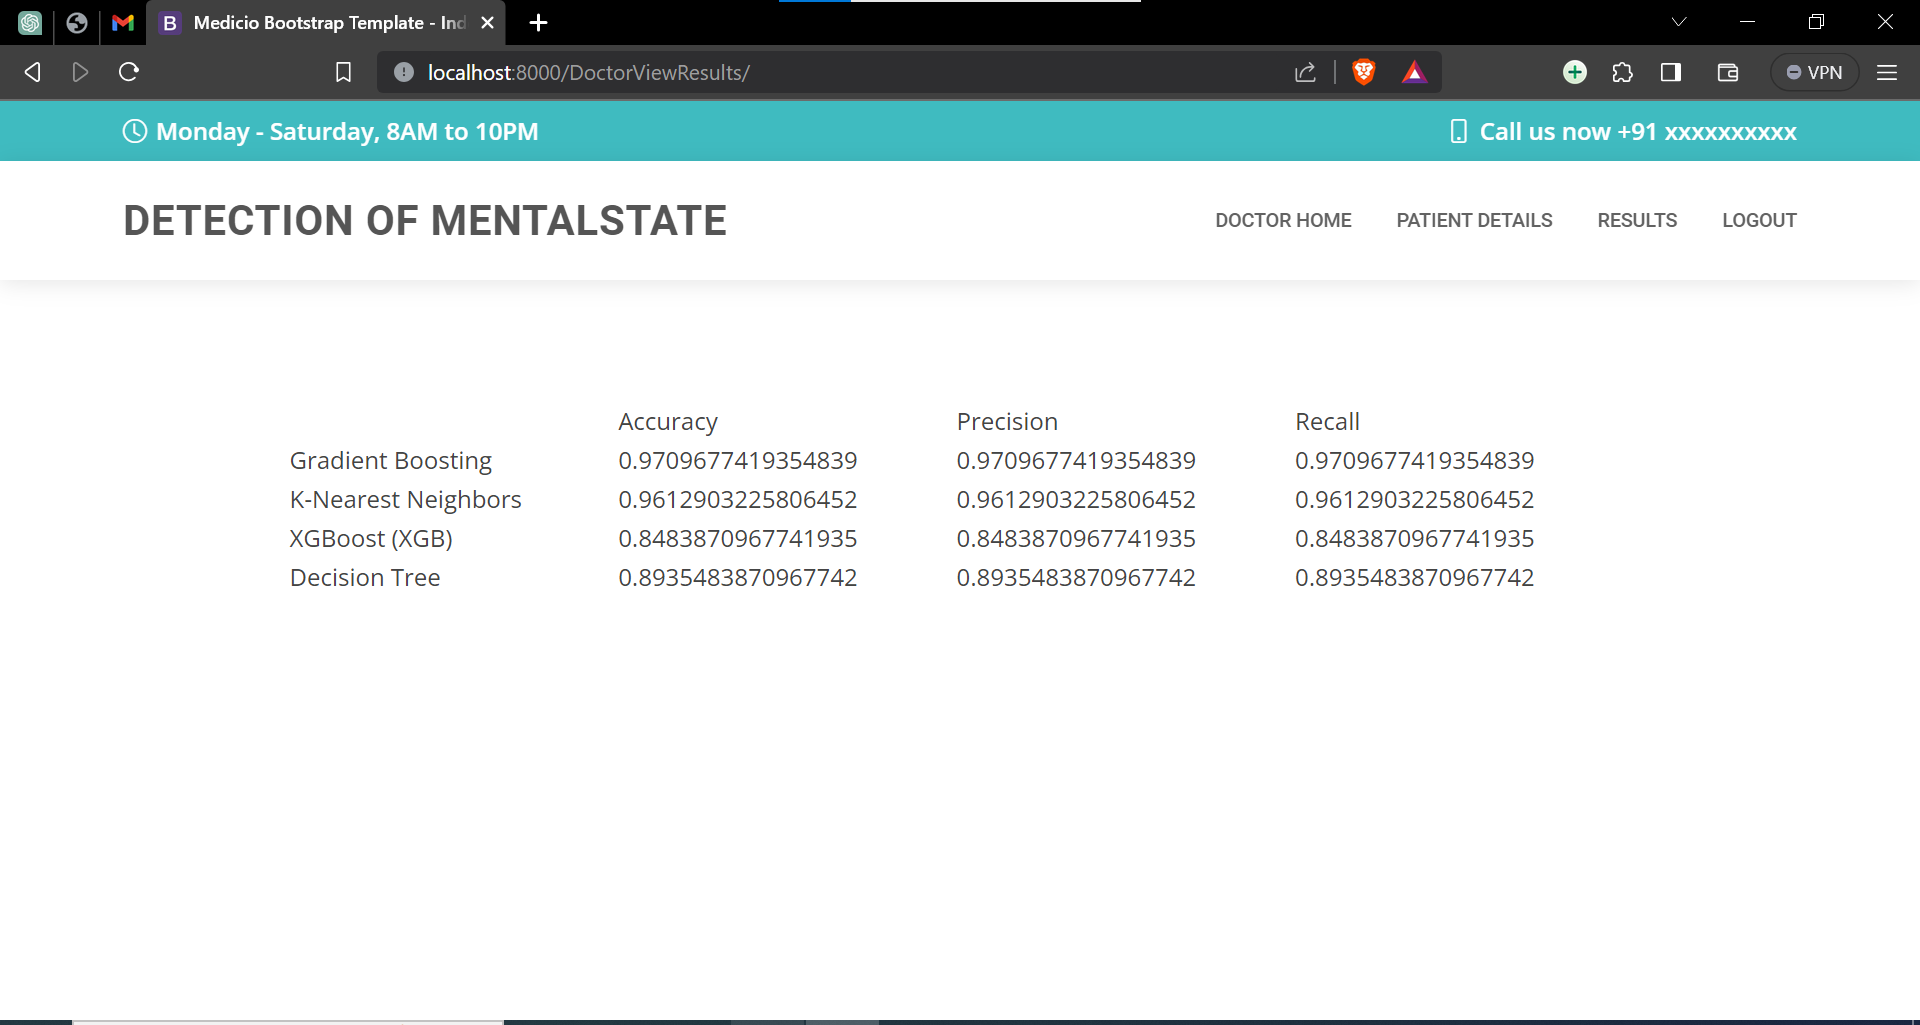 Medicio Bootstrap Template - Ind
localhost:8000/DoctorViewResults/
VPN
Monday - Saturday, 8AM to 10PM
Call us now +91 xxxxxxxxxx
DETECTION OF MENTALSTATE
DOCTOR HOME PATIENT DETAILS RESULTS LOGOUT
Accuracy Precision Recall
Gradient Boosting 0.9709677419354839 0.9709677419354839 0.9709677419354839
K-Nearest Neighbors 0.9612903225806452 0.9612903225806452 0.9612903225806452
XGBoost (XGB) 0.8483870967741935 0.8483870967741935 0.8483870967741935
Decision Tree 0.8935483870967742 0.8935483870967742 0.8935483870967742